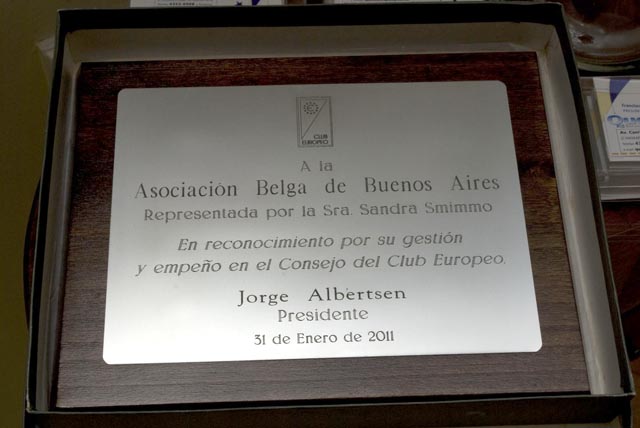 CLUB
EUROPEO
A la
Asociación Belga de Buenos Aires
Representada por la Sra. Sandra Smimmo
En reconocimiento por su gestión
y empeño en el Consejo del Club Europeo.
Jorge Albertsen
Presidente
31 de Enero de 2011